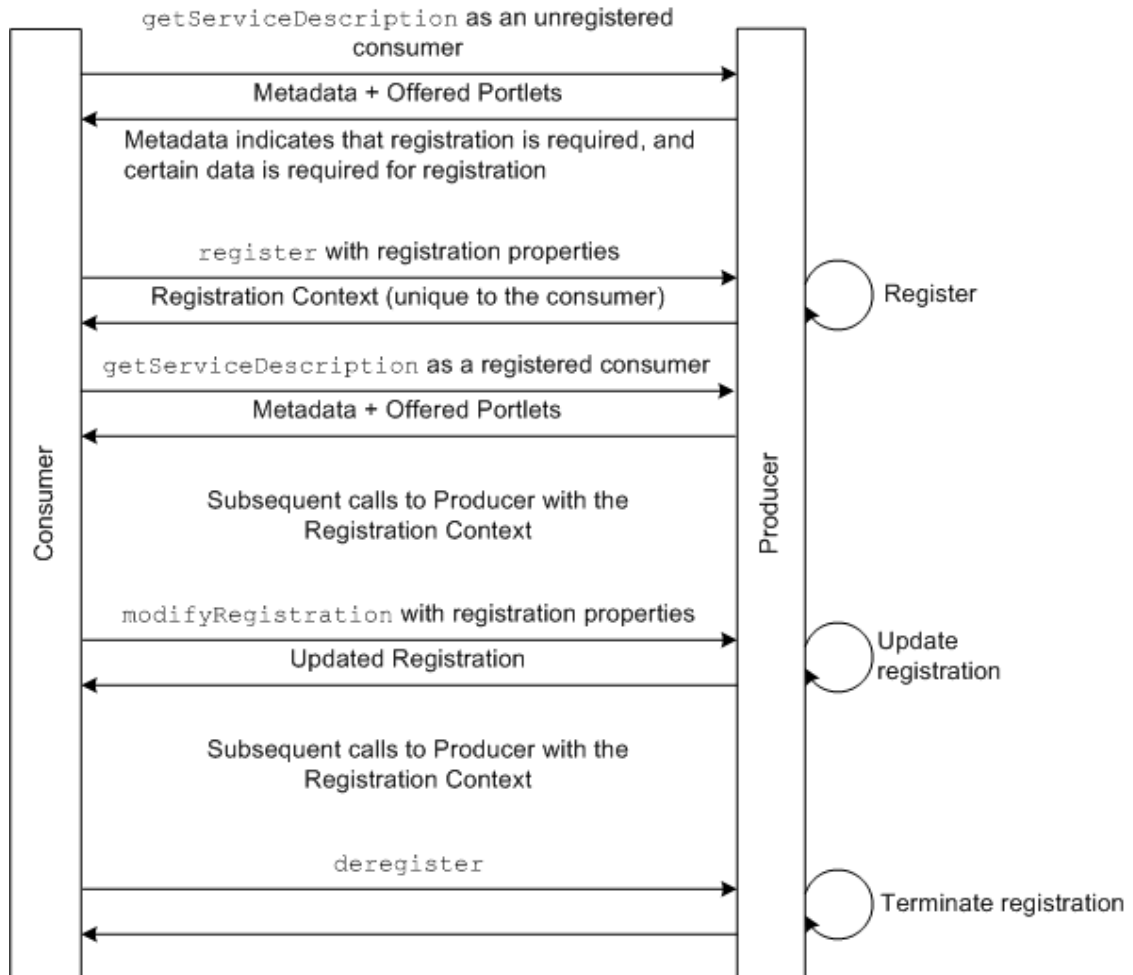 getServiceDescription as an unregistered
consumer
Metadata + Offered Portlets
Metadata indicates that registration is required, and
certain data is required for registration
register with registration properties
Registration Context (unique to the consumer)
Register
getServiceDescription as a registered consumer
Metadata + Offered Portlets
Consumer
Producer
Subsequent calls to Producer with the
Registration Context
modifyRegistration with registration properties
Updated Registration
Update
registration
Subsequent calls to Producer with the
Registration Context
deregister
Terminate registration